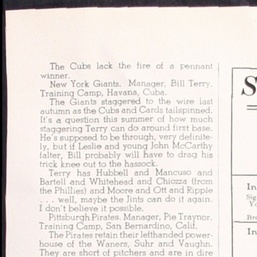 The Cubs lack the fire of a pennant
winner.
New York Giants. Manager, Bill Terry,
Training Camp, Havana, Cuba.
The Giants staggered to the wire last
autumn as the Cubs and Cards tailspinned.
It's a question this summer of how much
staggering Terry can do around first base.
He's supposed to be through, very definite-
ly, but if Leslie and young John McCarthy
falter, Bill probably will have to drag his
trick knee out to the hassock.
Terry has Hubbell and Mancuso and
Bartell and Whitehead and Chiozza (from
the Phillies) and Moore and Ott and Ripple
. . . well, maybe the Jints can do it again.
I don't believe it possible.
Pittsburgh Pirates. Manager, Pie Traynor,
Training Camp, San Bernardino, Calif.
The Pirates retain their lefthanded power-
house of the Waners, Suhr and Vaughn.
They are short of pitchers and are in dire
S
In
Sig
Yo
Bro
In